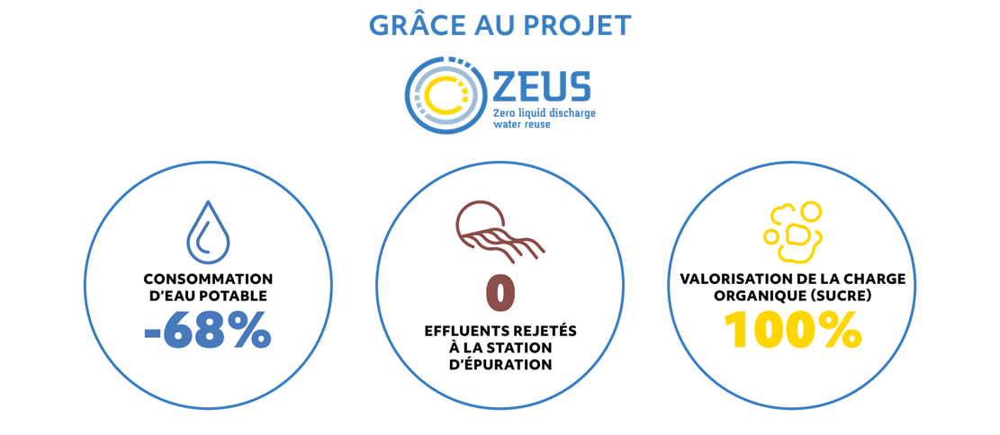 GRÂCE AU PROJET
ZEUS
Zero liquid discharge
water reuse
CONSOMMATION
D'EAU POTABLE
-68%
0
EFFLUENTS REJETÉS
À LA STATION
D'ÉPURATION
VALORISATION DE LA CHARGE
ORGANIQUE (SUCRE)
100%